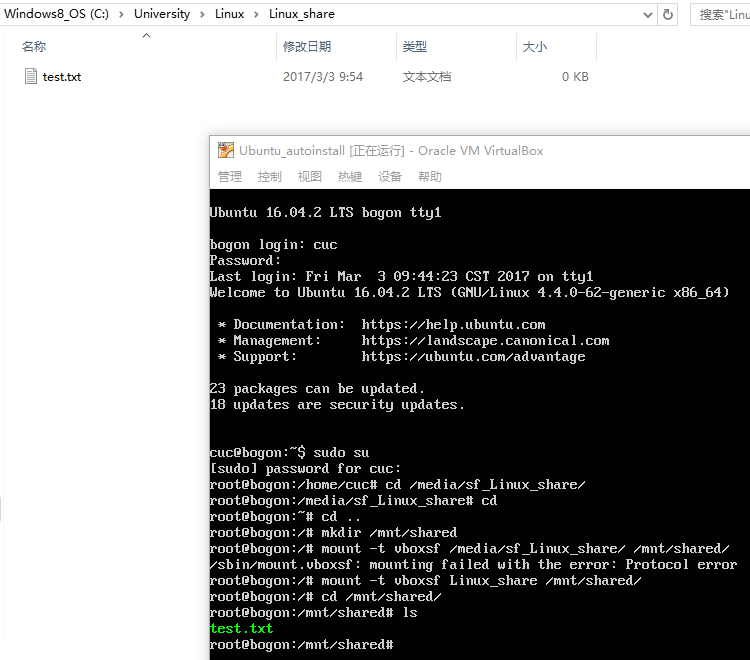 Windows8_OS (C:) › University › Linux › Linux_share
搜索"Linu
名称 修改日期 类型 大小
test.txt 2017/3/3 9:54 文本文档 0 KB
Ubuntu_autoinstall [正在运行] - Oracle VM VirtualBox
管理 控制 视图 热键 设备 帮助
Ubuntu 16.04.2 LTS bogon tty1
bogon login: cuc
Password:
Last login: Fri Mar  3 09:44:23 CST 2017 on tty1
Welcome to Ubuntu 16.04.2 LTS (GNU/Linux 4.4.0-62-generic x86_64)
* Documentation:  https://help.ubuntu.com
* Management:     https://landscape.canonical.com
* Support:        https://ubuntu.com/advantage
23 packages can be updated.
18 updates are security updates.
cuc@bogon:~$ sudo su
[sudo] password for cuc:
root@bogon:/home/cuc# cd /media/sf_Linux_share/
root@bogon:/media/sf_Linux_share# cd
root@bogon:~# cd ..
root@bogon:/# mkdir /mnt/shared
root@bogon:/# mount -t vboxsf /media/sf_Linux_share/ /mnt/shared/
/sbin/mount.vboxsf: mounting failed with the error: Protocol error
root@bogon:/# mount -t vboxsf Linux_share /mnt/shared/
root@bogon:/# cd /mnt/shared/
root@bogon:/mnt/shared# ls
test.txt
root@bogon:/mnt/shared#